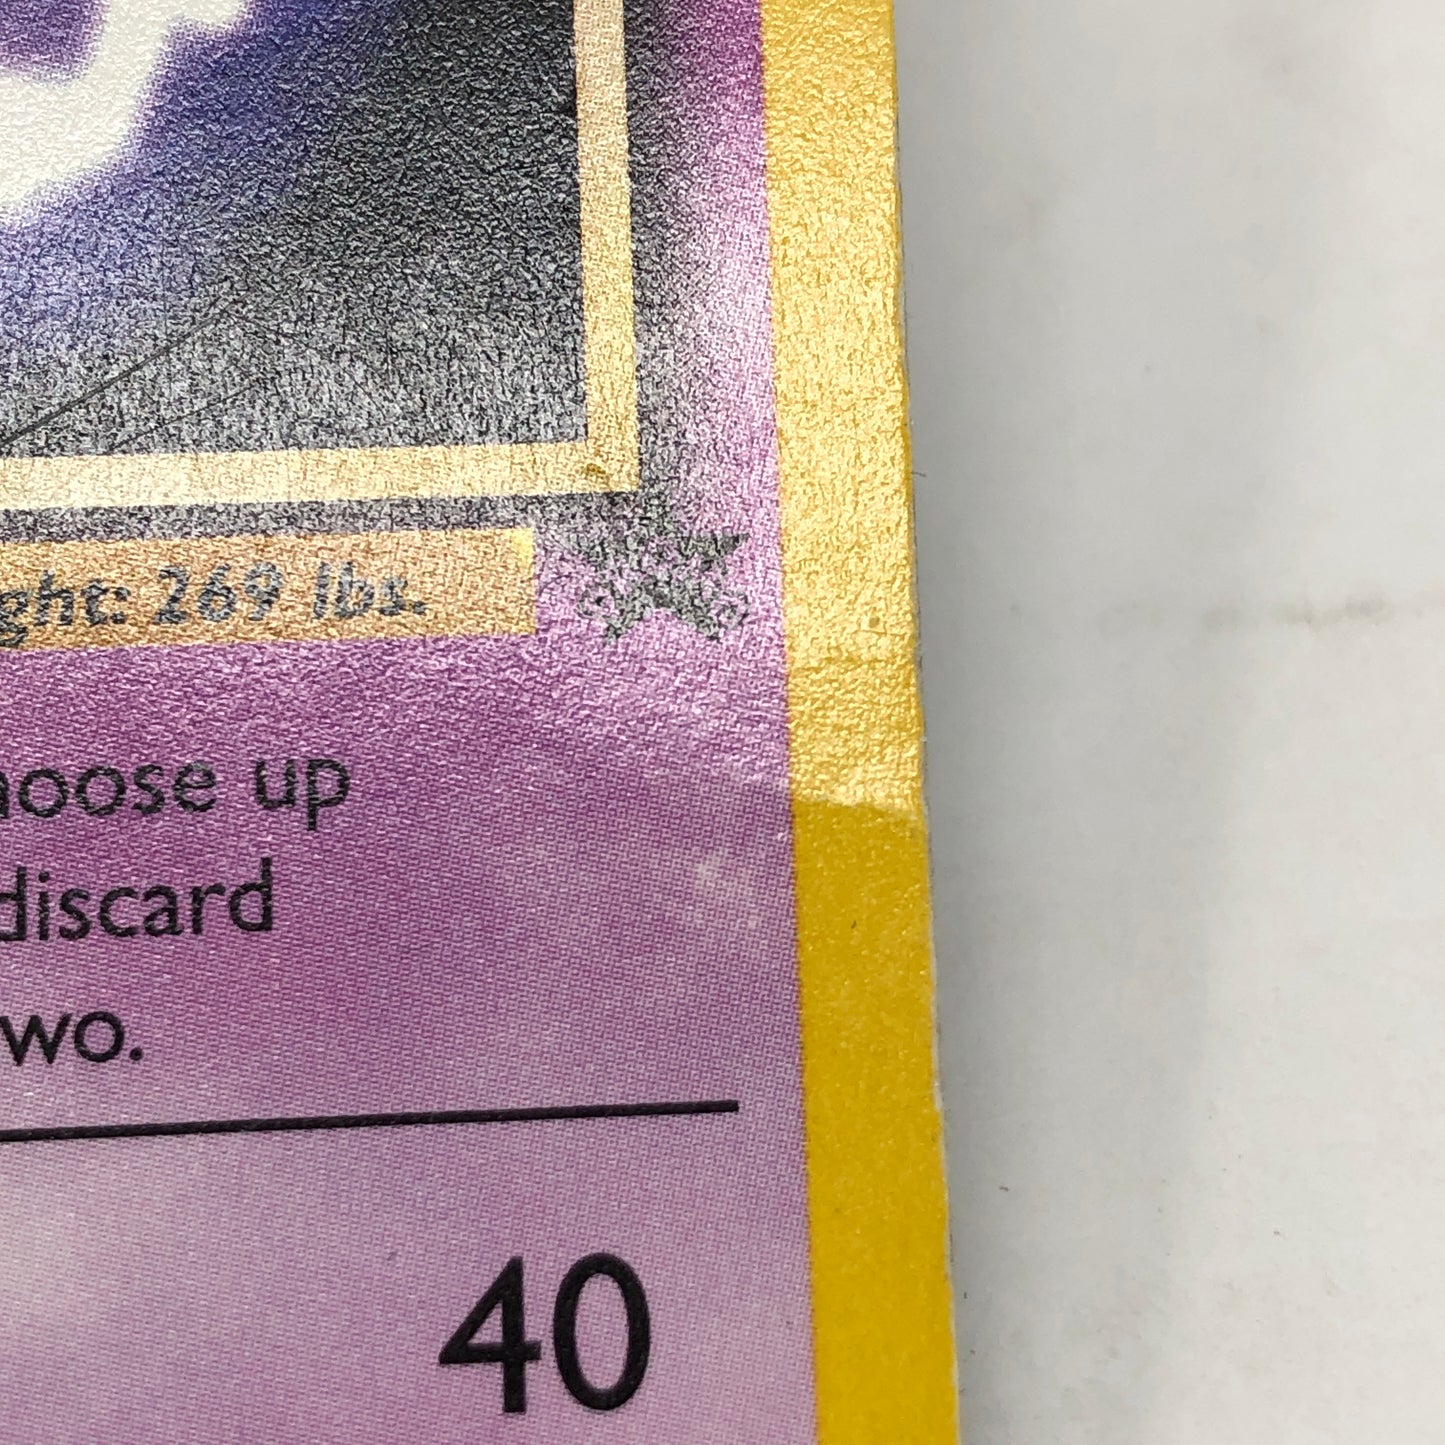 ght: 269 lbs.
hoose up
discard
wo.
40